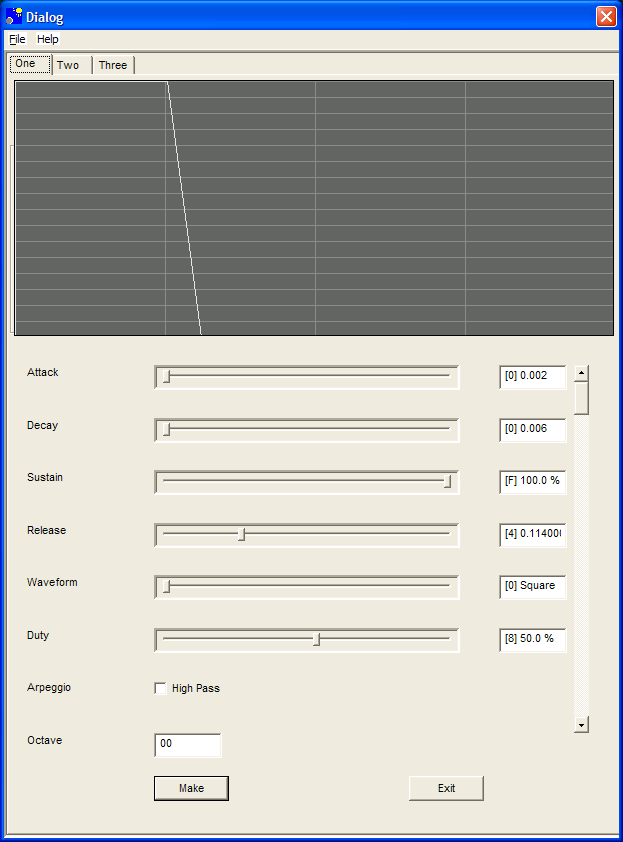 Dialog
File Help
One Two Three
Attack [0] 0.002
Decay [0] 0.006
Sustain [F] 100.0 %
Release [4] 0.11400
Waveform [0] Square
Duty [8] 50.0 %
Arpeggio High Pass
Octave 00
Make Exit